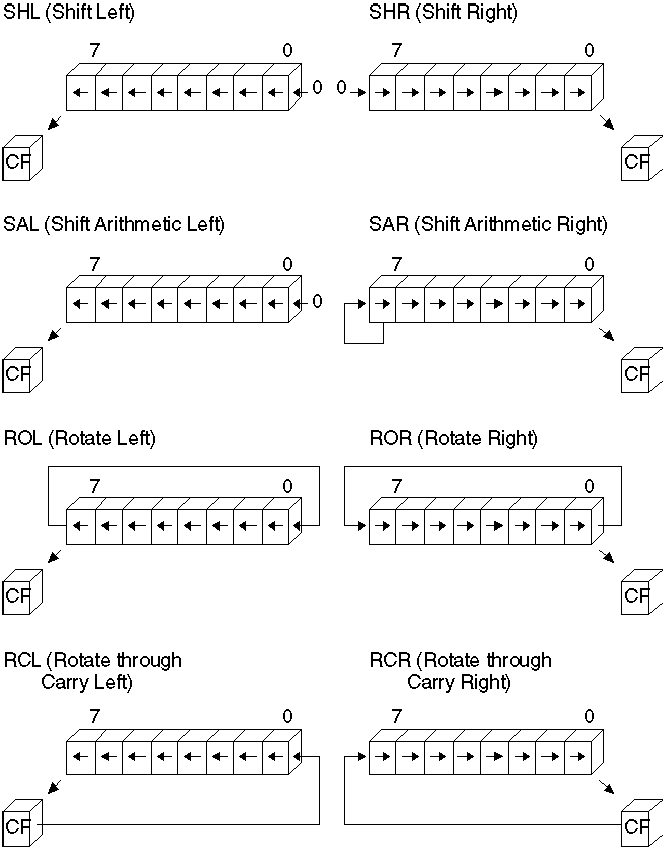 SHL (Shift Left)
SHR (Shift Right)
7 0
7 0
0 0
CF
CF
SAL (Shift Arithmetic Left)
SAR (Shift Arithmetic Right)
7 0
7 0
0
CF
CF
ROL (Rotate Left)
ROR (Rotate Right)
7 0
7 0
CF
CF
RCL (Rotate through
Carry Left)
RCR (Rotate through
Carry Right)
7 0
7 0
CF
CF